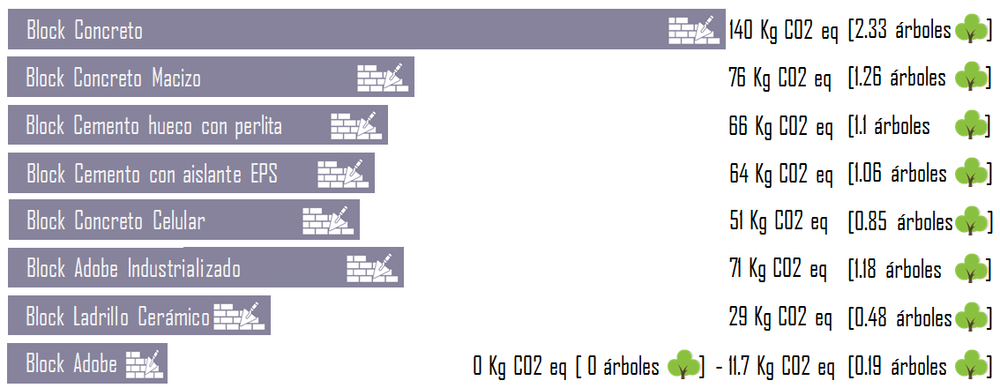 Block Concreto 140 Kg CO2 eq [2.33 árboles ]
Block Concreto Macizo 76 Kg CO2 eq [1.26 árboles ]
Block Cemento hueco con perlita 66 Kg CO2 eq [1.1 árboles ]
Block Cemento con aislante EPS 64 Kg CO2 eq [1.06 árboles ]
Block Concreto Celular 51 Kg CO2 eq [0.85 árboles ]
Block Adobe Industrializado 71 Kg CO2 eq [1.18 árboles ]
Block Ladrillo Cerámico 29 Kg CO2 eq [0.48 árboles ]
Block Adobe 0 Kg CO2 eq [ 0 árboles ] - 11.7 Kg CO2 eq [0.19 árboles ]